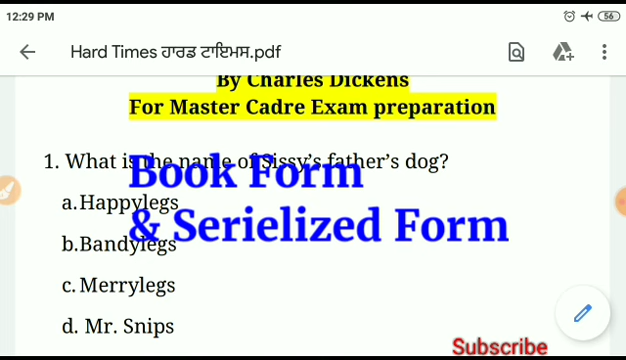 12:29 PM
56
Hard Times ਹਾਰਡ ਟਾਇਮਸ.pdf
By Charles Dickens
For Master Cadre Exam preparation
1. What is the name of Sissy's father's dog?
Book Form
a. Happylegs
& Serielized Form
b. Bandylegs
c. Merrylegs
d. Mr. Snips
Subscribe